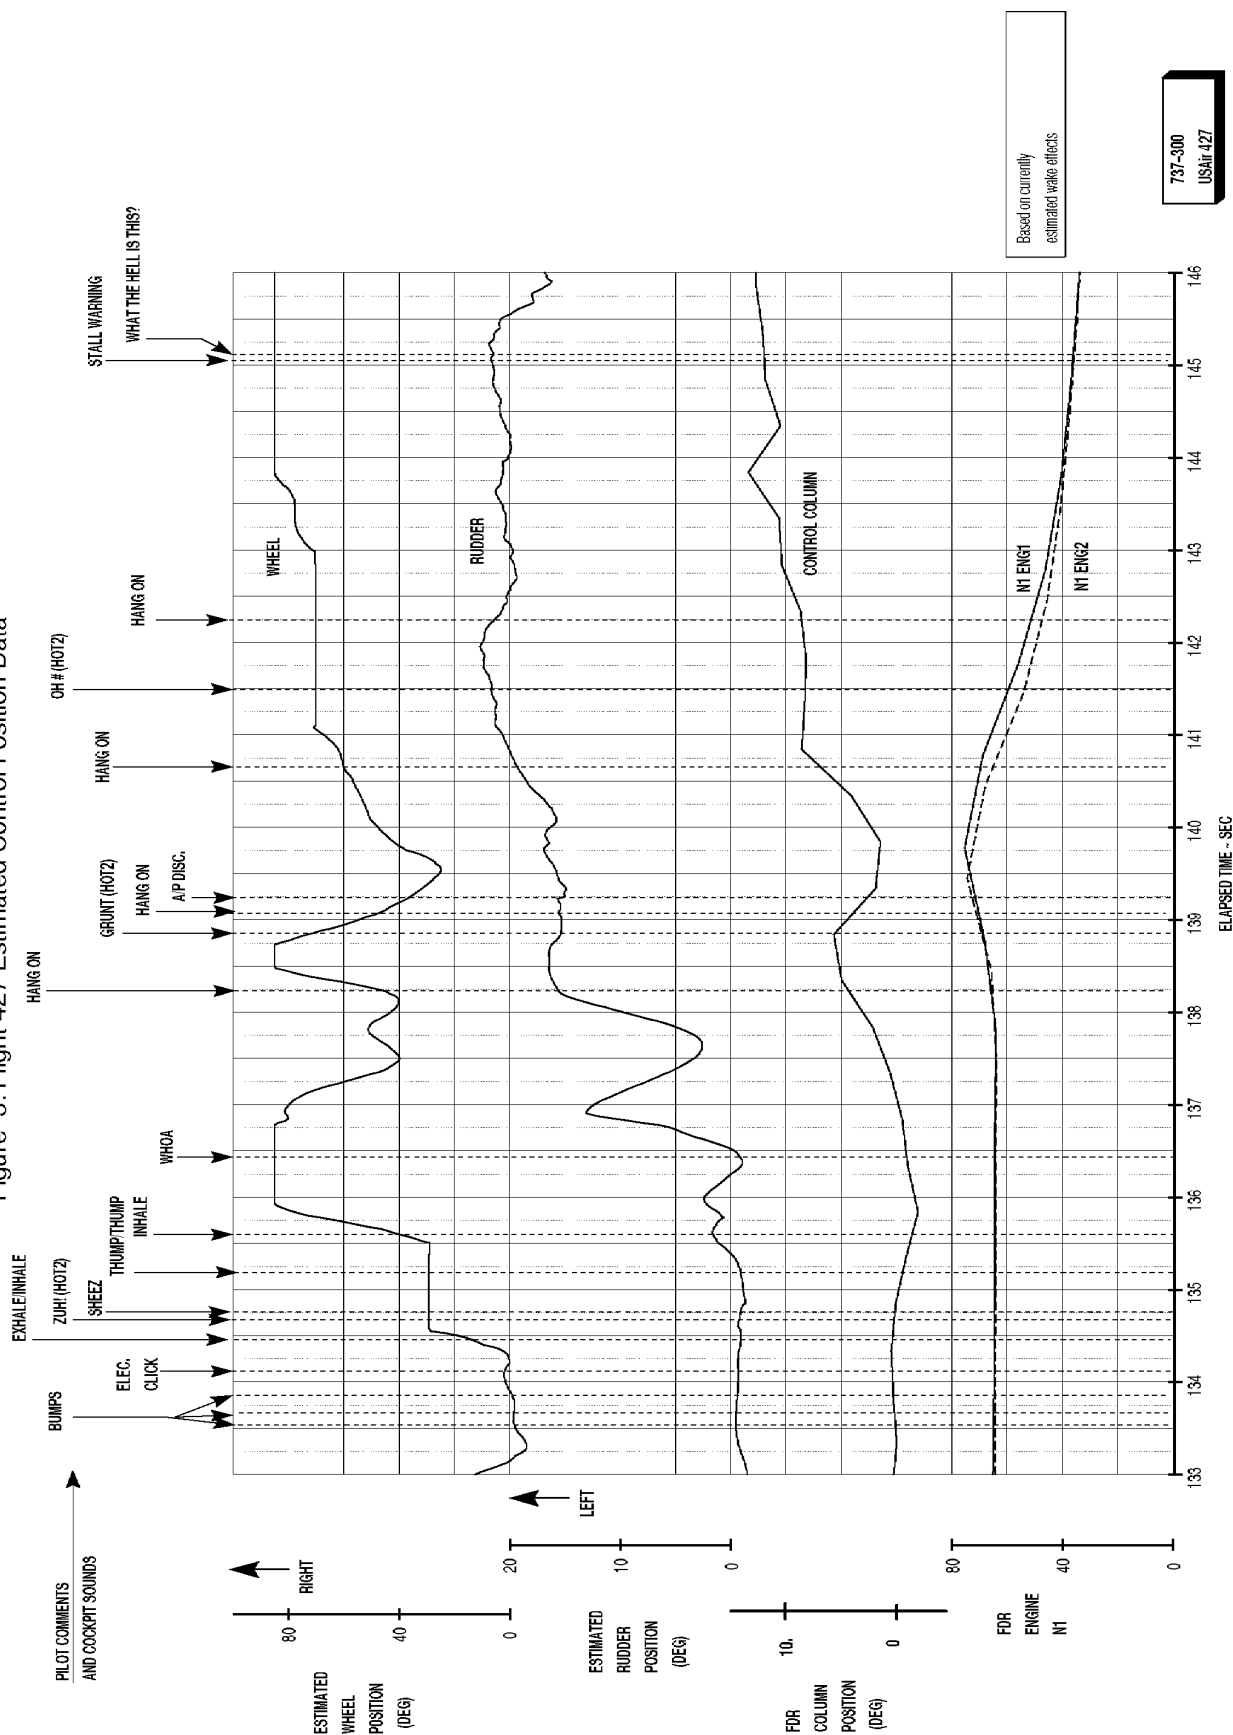 Figure 3. Flight 427 Estimated Control Position Data
PILOT COMMENTS
AND COCKPIT SOUNDS
BUMPS
ELEC.
CLICK
EXHALE/INHALE
ZUH! (HOT2)
SHEEZ
THUMP/THUMP
INHALE
WHOA
HANG ON
GRUNT (HOT2)
HANG ON
A/P DISC.
HANG ON
OH # (HOT2)
HANG ON
STALL WARNING
WHAT THE HELL IS THIS?
RIGHT
80
40
0
ESTIMATED
WHEEL
POSITION
(DEG)
WHEEL
LEFT
20
10
0
ESTIMATED
RUDDER
POSITION
(DEG)
RUDDER
10.
0
FDR
COLUMN
POSITION
(DEG)
CONTROL COLUMN
80
40
0
FDR
ENGINE
N1
N1 ENG1
N1 ENG2
133
134
135
136
137
138
139
140
141
142
143
144
145
146
ELAPSED TIME ~ SEC
Based on currently
estimated wake effects
737-300
USAir 427